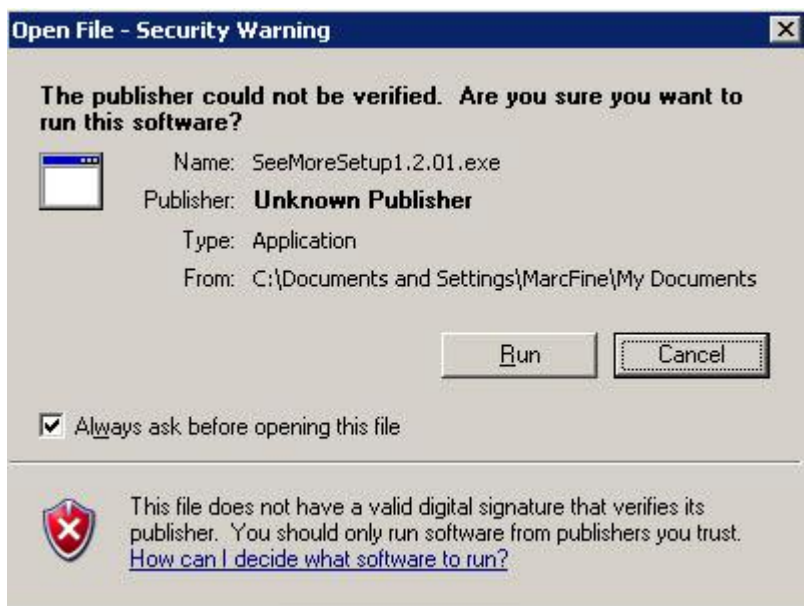 Open File - Security Warning
The publisher could not be verified.  Are you sure you want to
run this software?
Name: SeeMoreSetup1.2.01.exe
Publisher: Unknown Publisher
Type: Application
From: C:\Documents and Settings\MarcFine\My Documents
Run Cancel
Always ask before opening this file
This file does not have a valid digital signature that verifies its
publisher.  You should only run software from publishers you trust.
How can I decide what software to run?